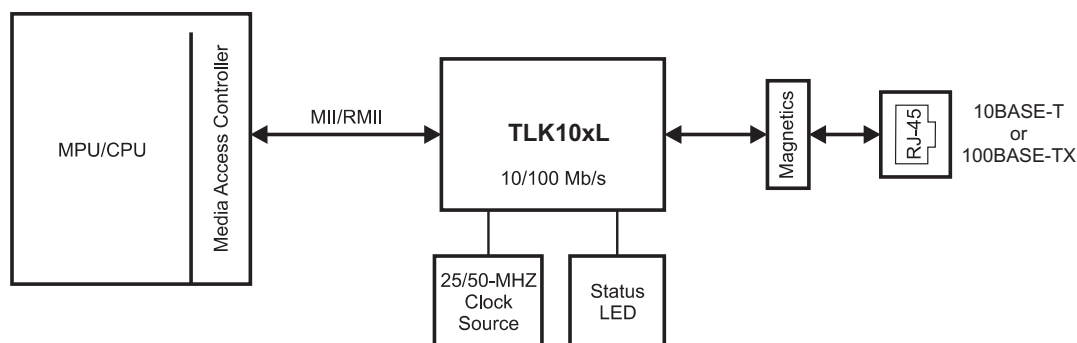 MPU/CPU
Media Access Controller
MII/RMII
TLK10xL
10/100 Mb/s
25/50-MHZ
Clock
Source
Status
LED
Magnetics
RJ-45
10BASE-T
or
100BASE-TX